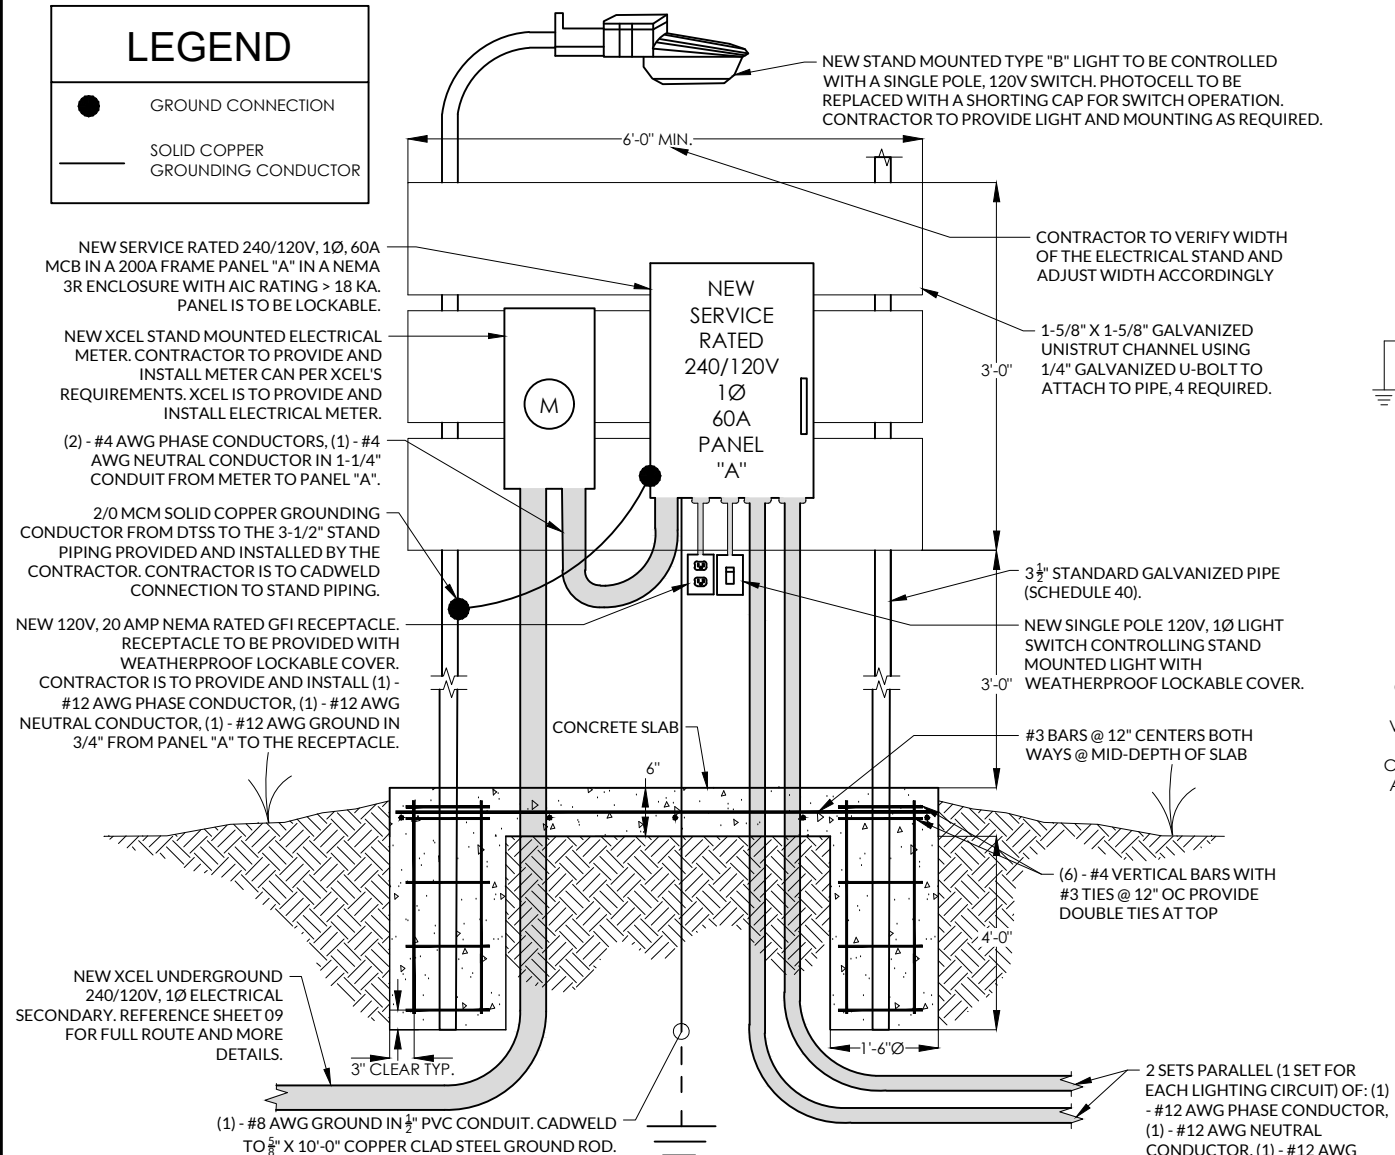 LEGEND
GROUND CONNECTION
SOLID COPPER
GROUNDING CONDUCTOR
NEW STAND MOUNTED TYPE "B" LIGHT TO BE CONTROLLED
WITH A SINGLE POLE, 120V SWITCH. PHOTOCELL TO BE
REPLACED WITH A SHORTING CAP FOR SWITCH OPERATION.
CONTRACTOR TO PROVIDE LIGHT AND MOUNTING AS REQUIRED.
6'-0" MIN.
NEW SERVICE RATED 240/120V, 1Ø, 60A
MCB IN A 200A FRAME PANEL "A" IN A NEMA
3R ENCLOSURE WITH AIC RATING > 18 KA.
PANEL IS TO BE LOCKABLE.
NEW XCEL STAND MOUNTED ELECTRICAL
METER. CONTRACTOR TO PROVIDE AND
INSTALL METER CAN PER XCEL'S
REQUIREMENTS. XCEL IS TO PROVIDE AND
INSTALL ELECTRICAL METER.
(2) - #4 AWG PHASE CONDUCTORS, (1) - #4
AWG NEUTRAL CONDUCTOR IN 1-1/4"
CONDUIT FROM METER TO PANEL "A".
2/0 MCM SOLID COPPER GROUNDING
CONDUCTOR FROM DTSS TO THE 3-1/2" STAND
PIPING PROVIDED AND INSTALLED BY THE
CONTRACTOR. CONTRACTOR IS TO CADWELD
CONNECTION TO STAND PIPING.
NEW 120V, 20 AMP NEMA RATED GFI RECEPTACLE.
RECEPTACLE TO BE PROVIDED WITH
WEATHERPROOF LOCKABLE COVER.
CONTRACTOR IS TO PROVIDE AND INSTALL (1) -
#12 AWG PHASE CONDUCTOR, (1) - #12 AWG
NEUTRAL CONDUCTOR, (1) - #12 AWG GROUND IN
3/4" FROM PANEL "A" TO THE RECEPTACLE.
M
NEW
SERVICE
RATED
240/120V
1Ø
60A
PANEL
"A"
CONTRACTOR TO VERIFY WIDTH
OF THE ELECTRICAL STAND AND
ADJUST WIDTH ACCORDINGLY
1-5/8" X 1-5/8" GALVANIZED
UNISTRUT CHANNEL USING
1/4" GALVANIZED U-BOLT TO
ATTACH TO PIPE, 4 REQUIRED.
3'-0"
3½" STANDARD GALVANIZED PIPE
(SCHEDULE 40).
NEW SINGLE POLE 120V, 1Ø LIGHT
SWITCH CONTROLLING STAND
MOUNTED LIGHT WITH
WEATHERPROOF LOCKABLE COVER.
3'-0"
CONCRETE SLAB
6"
#3 BARS @ 12" CENTERS BOTH
WAYS @ MID-DEPTH OF SLAB
(6) - #4 VERTICAL BARS WITH
#3 TIES @ 12" OC PROVIDE
DOUBLE TIES AT TOP
4'-0"
NEW XCEL UNDERGROUND
240/120V, 1Ø ELECTRICAL
SECONDARY. REFERENCE SHEET 09
FOR FULL ROUTE AND MORE
DETAILS.
3" CLEAR TYP.
1'-6"Ø
(1) - #8 AWG GROUND IN ½" PVC CONDUIT. CADWELD
TO ⅝" X 10'-0" COPPER CLAD STEEL GROUND ROD.
2 SETS PARALLEL (1 SET FOR
EACH LIGHTING CIRCUIT) OF: (1)
- #12 AWG PHASE CONDUCTOR,
(1) - #12 AWG NEUTRAL
CONDUCTOR, (1) - #12 AWG